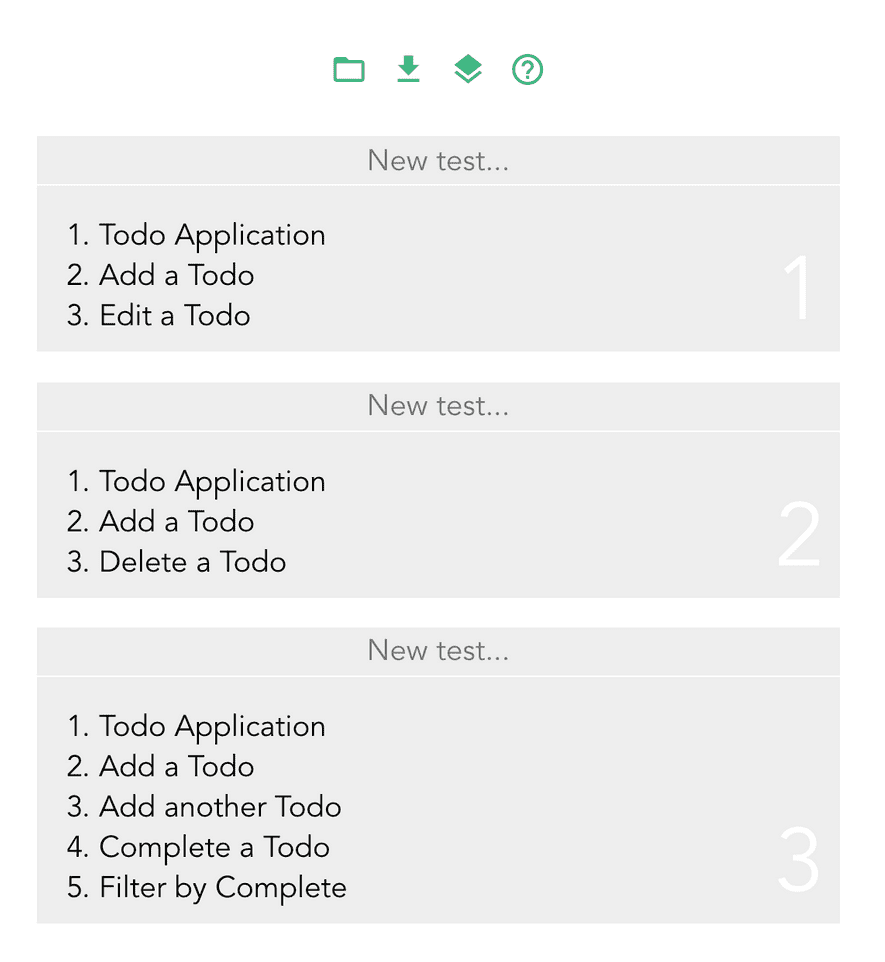 New test...
1. Todo Application
2. Add a Todo
3. Edit a Todo
1
New test...
1. Todo Application
2. Add a Todo
3. Delete a Todo
2
New test...
1. Todo Application
2. Add a Todo
3. Add another Todo
4. Complete a Todo
5. Filter by Complete
3